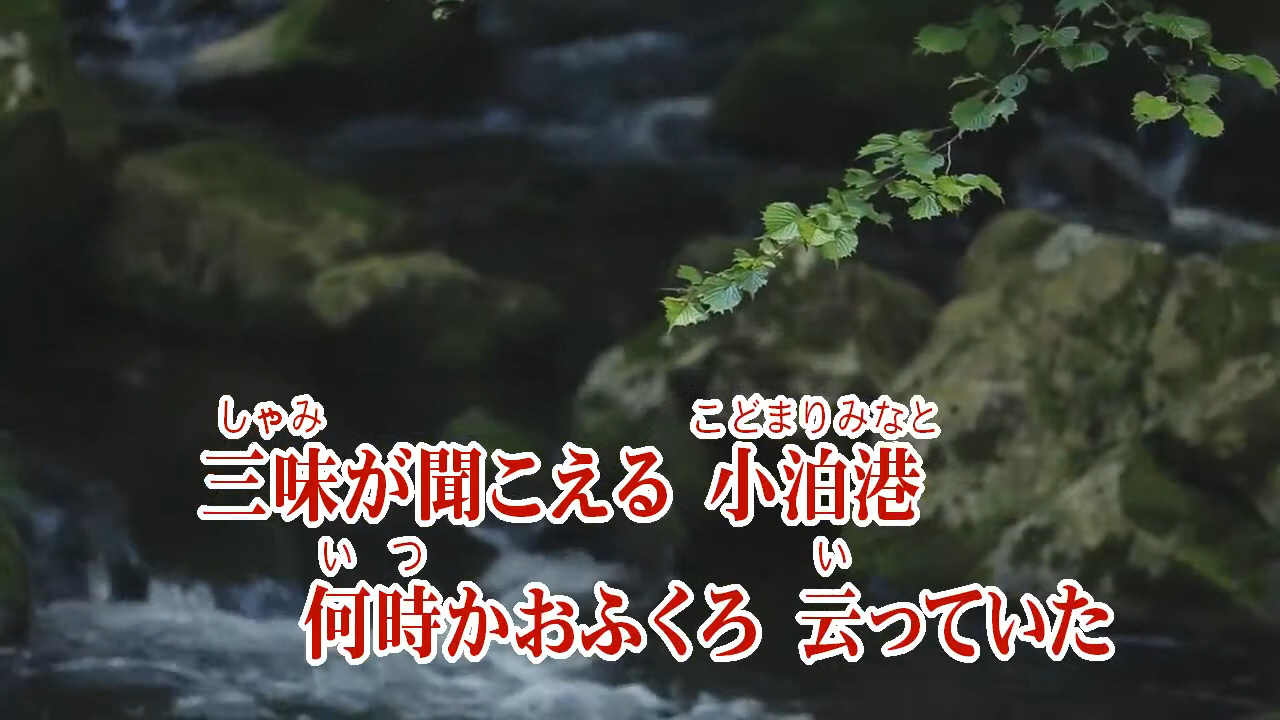 しゃみ こどまりみなと
三味が聞こえる 小泊港
いつ い
何時かおふくろ 云っていた